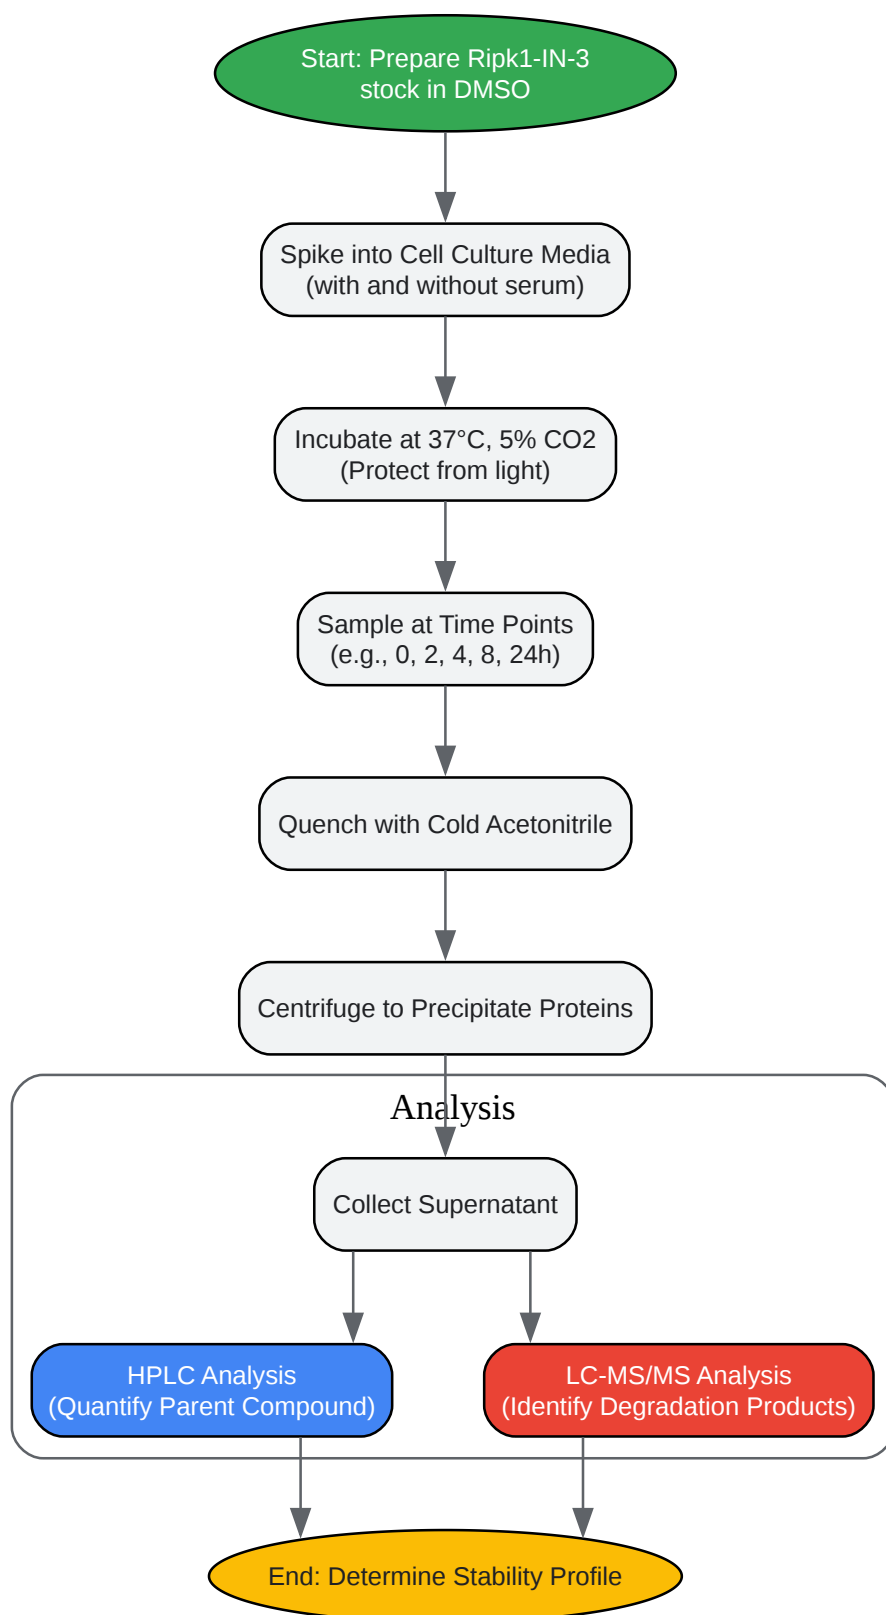 Start: Prepare Ripk1-IN-3
stock in DMSO
Spike into Cell Culture Media
(with and without serum)
Incubate at 37°C, 5% CO2
(Protect from light)
Sample at Time Points
(e.g., 0, 2, 4, 8, 24h)
Quench with Cold Acetonitrile
Centrifuge to Precipitate Proteins
Analysis
Collect Supernatant
HPLC Analysis
(Quantify Parent Compound)
LC-MS/MS Analysis
(Identify Degradation Products)
End: Determine Stability Profile